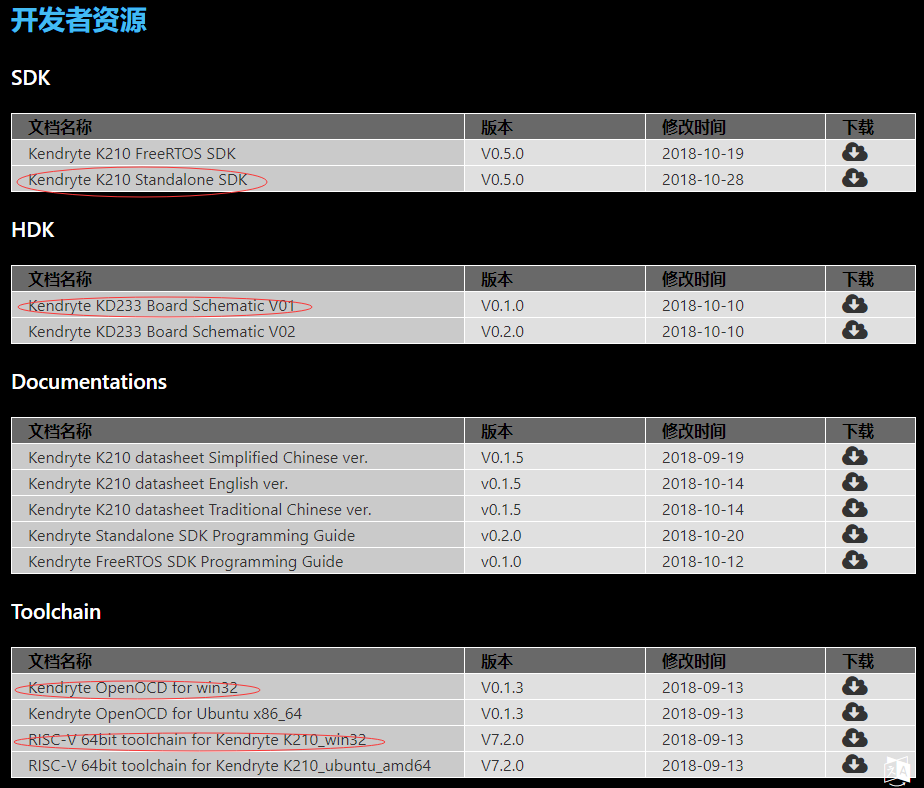 开发者资源
SDK
文档名称 版本 修改时间 下载
Kendryte K210 FreeRTOS SDK V0.5.0 2018-10-19
Kendryte K210 Standalone SDK V0.5.0 2018-10-28
HDK
文档名称 版本 修改时间 下载
Kendryte KD233 Board Schematic V01 V0.1.0 2018-10-10
Kendryte KD233 Board Schematic V02 V0.2.0 2018-10-10
Documentations
文档名称 版本 修改时间 下载
Kendryte K210 datasheet Simplified Chinese ver. V0.1.5 2018-09-19
Kendryte K210 datasheet English ver. v0.1.5 2018-10-14
Kendryte K210 datasheet Traditional Chinese ver. v0.1.5 2018-10-14
Kendryte Standalone SDK Programming Guide v0.2.0 2018-10-20
Kendryte FreeRTOS SDK Programming Guide v0.1.0 2018-10-12
Toolchain
文档名称 版本 修改时间 下载
Kendryte OpenOCD for win32 V0.1.3 2018-09-13
Kendryte OpenOCD for Ubuntu x86_64 V0.1.3 2018-09-13
RISC-V 64bit toolchain for Kendryte K210_win32 V7.2.0 2018-09-13
RISC-V 64bit toolchain for Kendryte K210_ubuntu_amd64 V7.2.0 2018-09-13